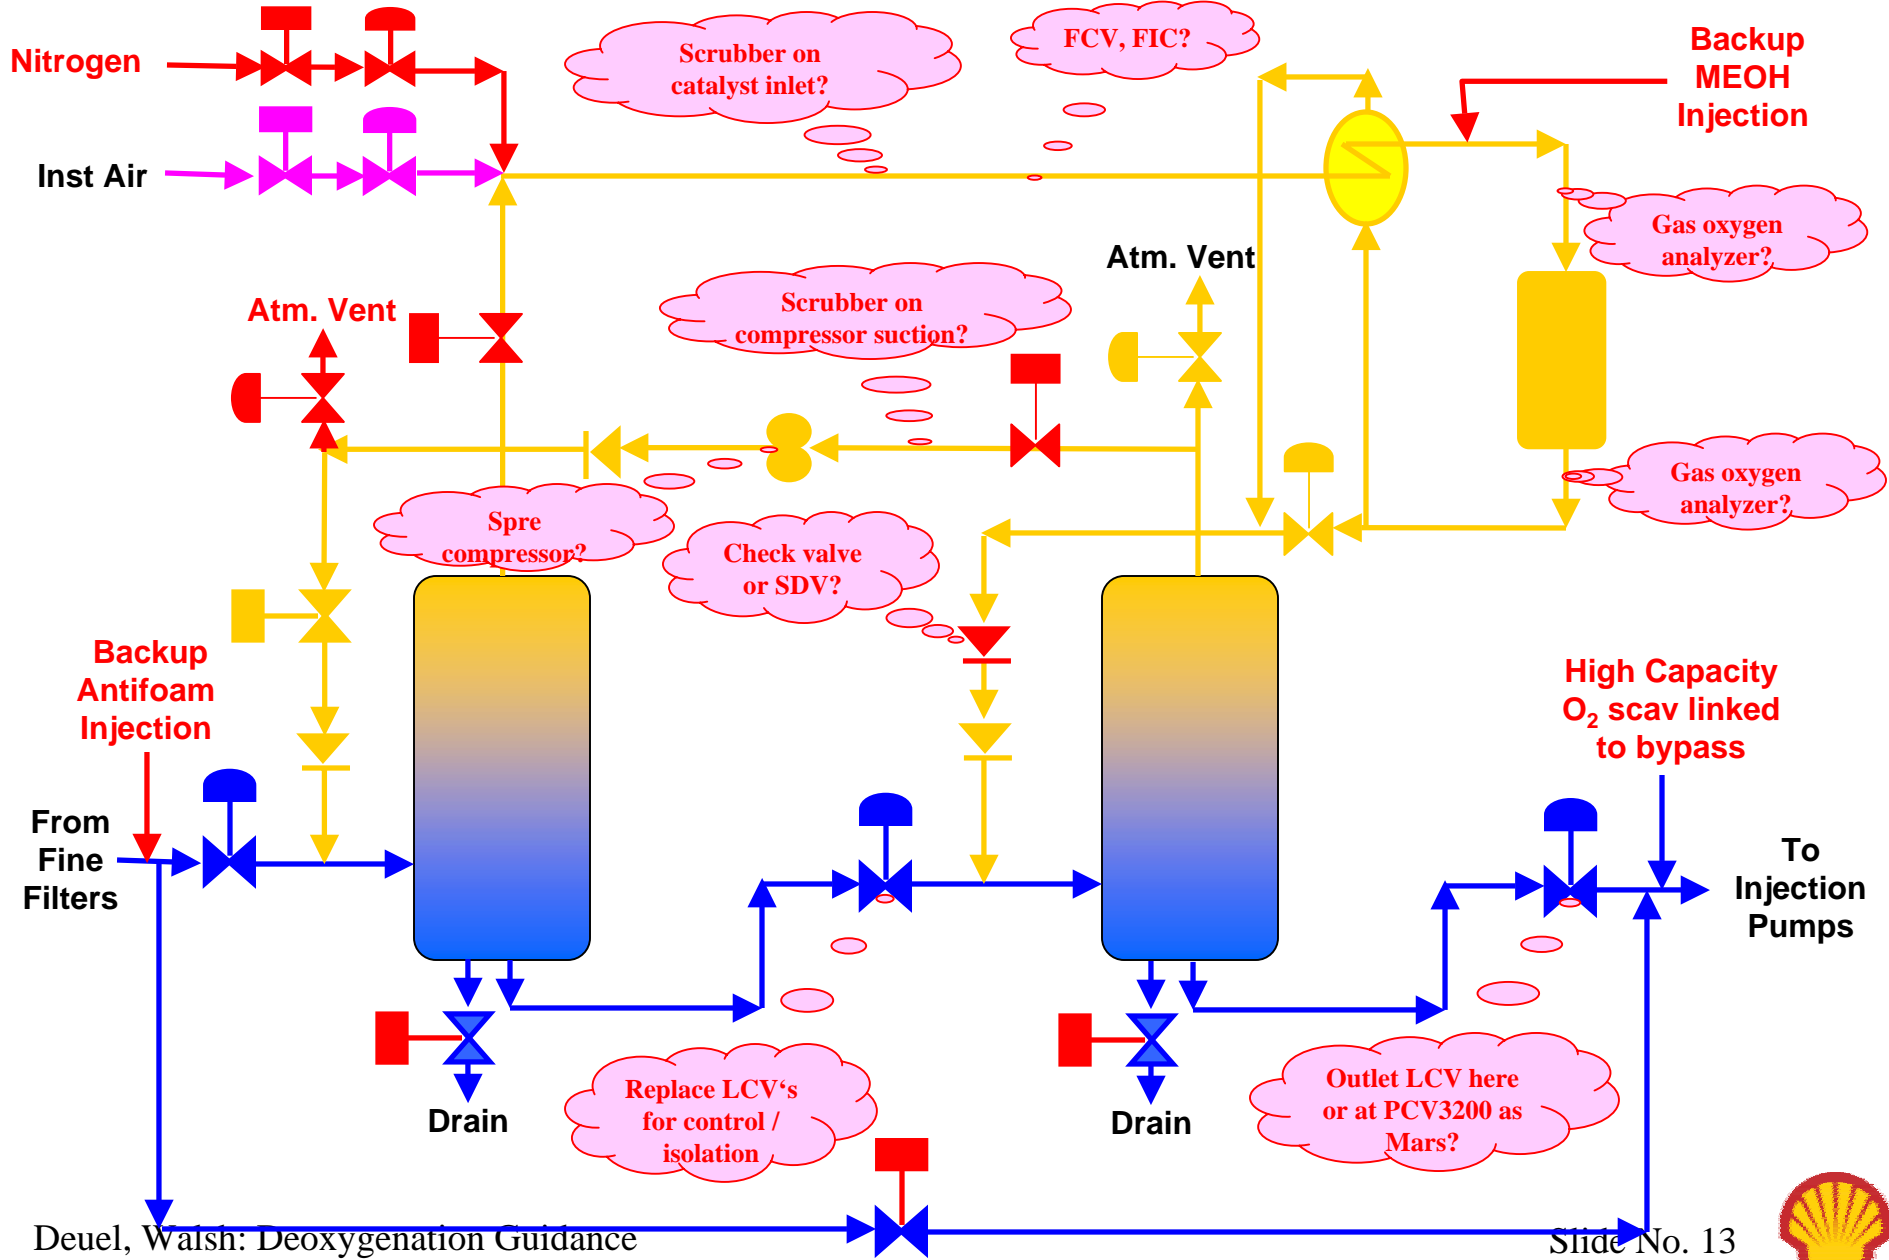 Nitrogen
Inst Air
Scrubber on
catalyst inlet?
FCV, FIC?
Backup
MEOH
Injection
Gas oxygen
analyzer?
Atm. Vent
Atm. Vent
Scrubber on
compressor suction?
Gas oxygen
analyzer?
Spre
compressor?
Check valve
or SDV?
Backup
Antifoam
Injection
High Capacity
O2 scav linked
to bypass
From
Fine
Filters
To
Injection
Pumps
Drain
Replace LCV‘s
for control /
isolation
Drain
Outlet LCV here
or at PCV3200 as
Mars?
Deuel, Walsh: Deoxygenation Guidance
Slide No. 13